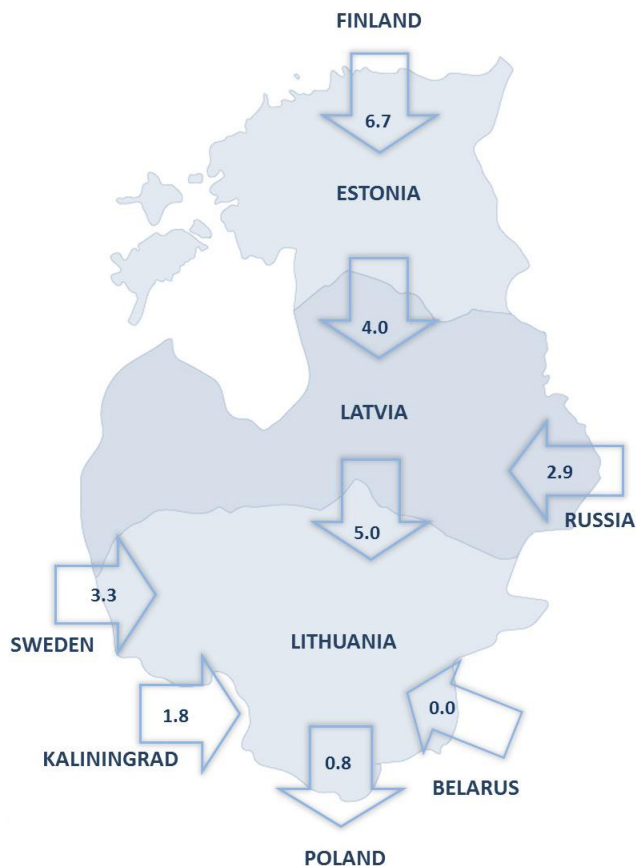 FINLAND
6.7
ESTONIA
4.0
LATVIA
2.9
RUSSIA
5.0
3.3
SWEDEN
LITHUANIA
1.8
0.0
KALININGRAD
0.8
BELARUS
POLAND